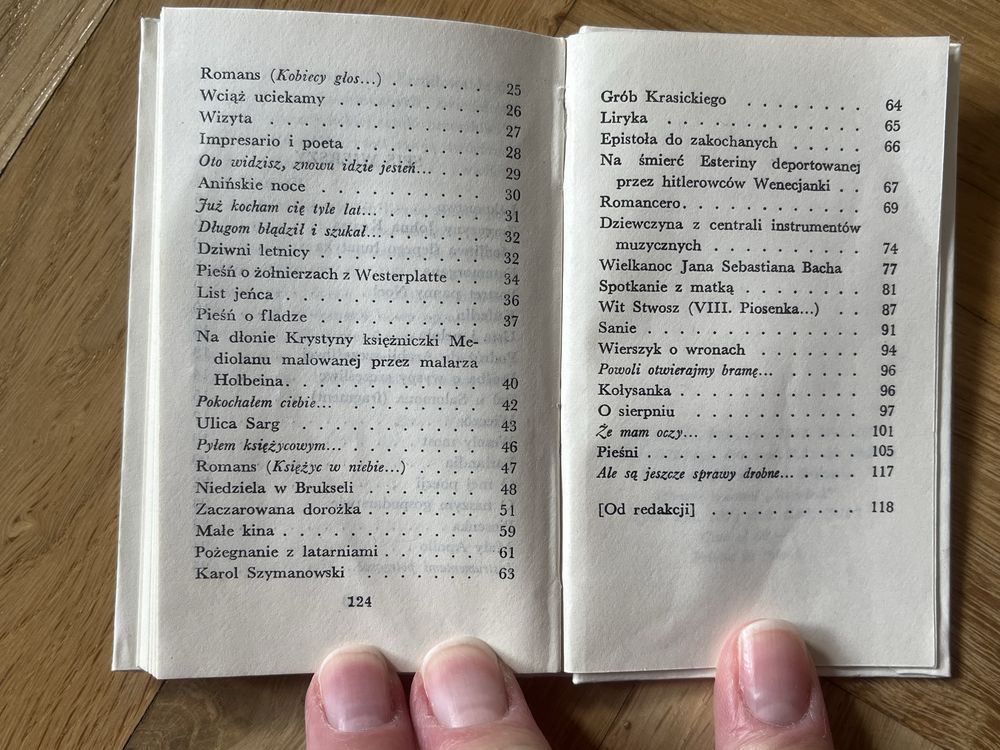 Romans (Kobiecy głos...) . . . . . . 25
Wciąż uciekamy . . . . . . . . . 26
Wizyta . . . . . . . . . . . . 27
Impresario i poeta . . . . . . . . 28
Oto widzisz, znowu idzie jesień... . . . . 29
Anińskie noce . . . . . . . . . . 30
Już kocham cię tyle lat... . . . . . . . 31
Długom błądził i szukał... . . . . . . . 32
Dziwni letnicy . . . . . . . . . . 32
Pieśń o żołnierzach z Westerplatte . . . . 34
List jeńca . . . . . . . . . . . 36
Pieśń o fladze . . . . . . . . . . 37
Na dłonie Krystyny księżniczki Me-
diolanu malowanej przez malarza
Holbeina. . . . . . . . . . . . 40
Pokochałem ciebie... . . . . . . . . . 42
Ulica Sarg . . . . . . . . . . . 43
Pyłem księżycowym... . . . . . . . . 46
Romans (Księżyc w niebie...) . . . . . 47
Niedziela w Brukseli . . . . . . . . 48
Zaczarowana dorożka . . . . . . . . 51
Małe kina . . . . . . . . . . . 59
Pożegnanie z latarniami . . . . . . . 61
Karol Szymanowski . . . . . . . . 63
124
Grób Krasickiego . . . . . . . . 64
Liryka . . . . . . . . . . . . 65
Epistoła do zakochanych . . . . . . 66
Na śmierć Esteriny deportowanej
przez hitlerowców Wenecjanki . . 67
Romancero. . . . . . . . . . . 69
Dziewczyna z centrali instrumentów
muzycznych . . . . . . . . . 74
Wielkanoc Jana Sebastiana Bacha 77
Spotkanie z matką . . . . . . . . 81
Wit Stwosz (VIII. Piosenka...) . . . 87
Sanie . . . . . . . . . . . . 91
Wierszyk o wronach . . . . . . . 94
Powoli otwierajmy bramę... . . . . . . 96
Kołysanka . . . . . . . . . . . 96
O sierpniu . . . . . . . . . . . 97
Że mam oczy... . . . . . . . . . . 101
Pieśni . . . . . . . . . . . . 105
Ale są jeszcze sprawy drobne... . . . . 117
[Od redakcji] . . . . . . . . . . 118